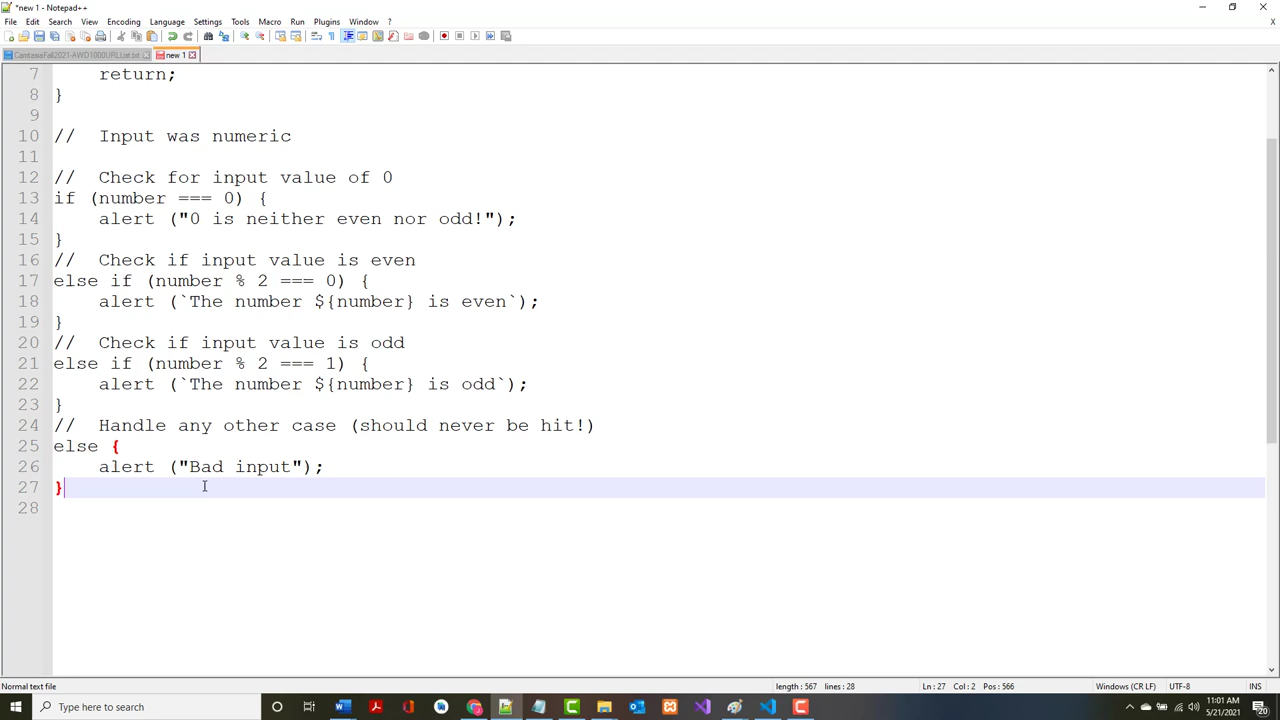 *new 1 - Notepad++
File Edit Search View Encoding Language Settings Tools Macro Run Plugins Window ?
X
CamtasiaFall2021-AWD1000URLList.txt new 1
7 return;
8 }
9
10 // Input was numeric
11
12 // Check for input value of 0
13 if (number === 0) {
14 alert ("0 is neither even nor odd!");
15 }
16 // Check if input value is even
17 else if (number % 2 === 0) {
18 alert (`The number ${number} is even`);
19 }
20 // Check if input value is odd
21 else if (number % 2 === 1) {
22 alert (`The number ${number} is odd`);
23 }
24 // Handle any other case (should never be hit!)
25 else {
26 alert ("Bad input");
27 }
28
Normal text file length : 567 lines : 28 Ln : 27 Col : 2 Pos : 566 Windows (CR LF) UTF-8 INS
Type here to search
11:01 AM
5/21/2021
20